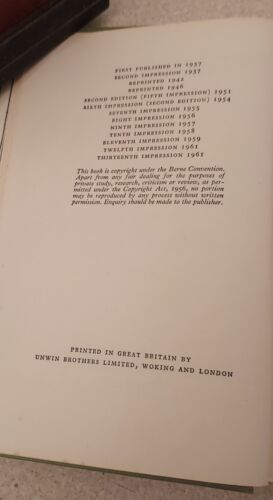 FIRST PUBLISHED IN 1937
SECOND IMPRESSION 1937
REPRINTED 1942
REPRINTED 1946
SECOND EDITION (FIFTH IMPRESSION) 1951
SIXTH IMPRESSION (SECOND EDITION) 1954
SEVENTH IMPRESSION 1955
EIGHT IMPRESSION 1956
NINTH IMPRESSION 1957
TENTH IMPRESSION 1958
ELEVENTH IMPRESSION 1959
TWELFTH IMPRESSION 1961
THIRTEENTH IMPRESSION 1961
This book is copyright under the Berne Convention.
Apart from any fair dealing for the purposes of
private study, research, criticism or review, as per-
mitted under the Copyright Act, 1956, no portion
may be reproduced by any process without written
permission. Enquiry should be made to the publisher.
PRINTED IN GREAT BRITAIN BY
UNWIN BROTHERS LIMITED, WOKING AND LONDON